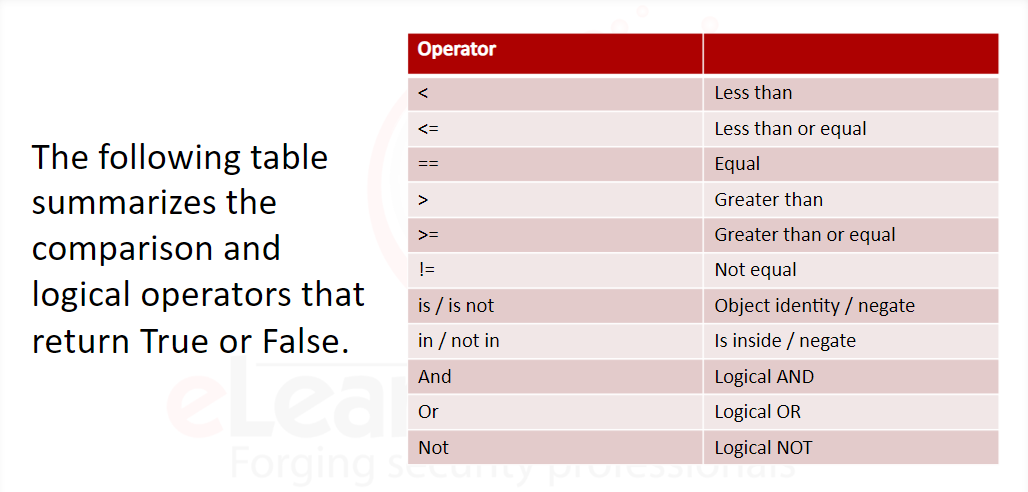 The following table
summarizes the
comparison and
logical operators that
return True or False.
Operator
< Less than
<= Less than or equal
== Equal
> Greater than
>= Greater than or equal
!= Not equal
is / is not Object identity / negate
in / not in Is inside / negate
And Logical AND
Or Logical OR
Not Logical NOT
eLea
Forging security professionals